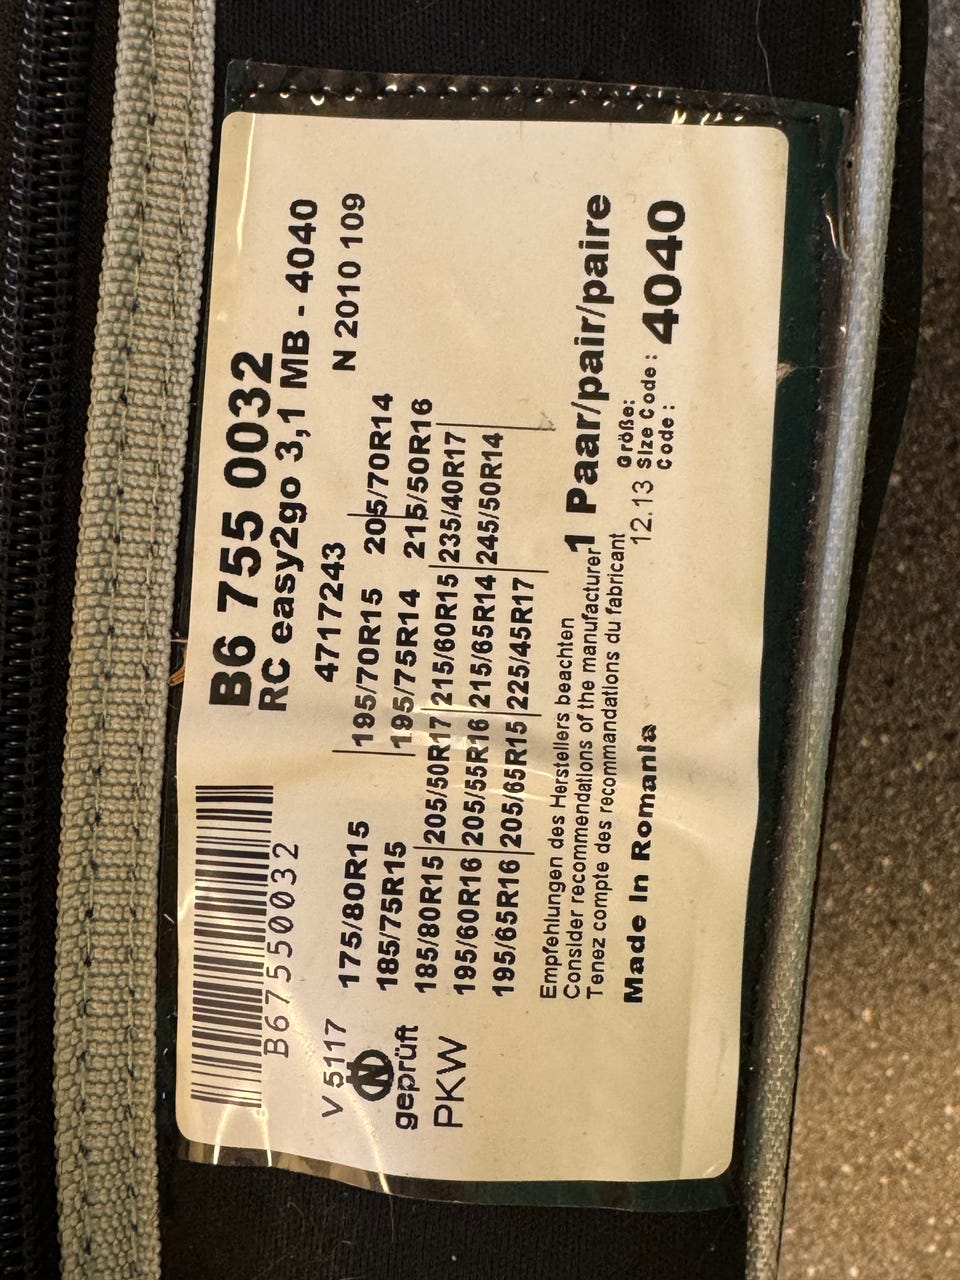 B67550032
B6 755 0032
RC easy2go 3,1 MB - 4040
V 5117
4717243
N 2010 109
N
geprüft
PKW
175/80R15 195/70R15 205/70R14
185/75R15 195/75R14 215/50R16
185/80R15 205/50R17 215/60R15 235/40R17
195/60R16 205/55R16 215/65R14 245/50R14
195/65R16 205/65R15 225/45R17
Empfehlungen des Herstellers beachten
Consider recommendations of the manufacturer
Tenez compte des recommandations du fabricant
1 Paar/pair/paire
Made in Romania
12.13
Größe:
Size Code :
Code :
4040